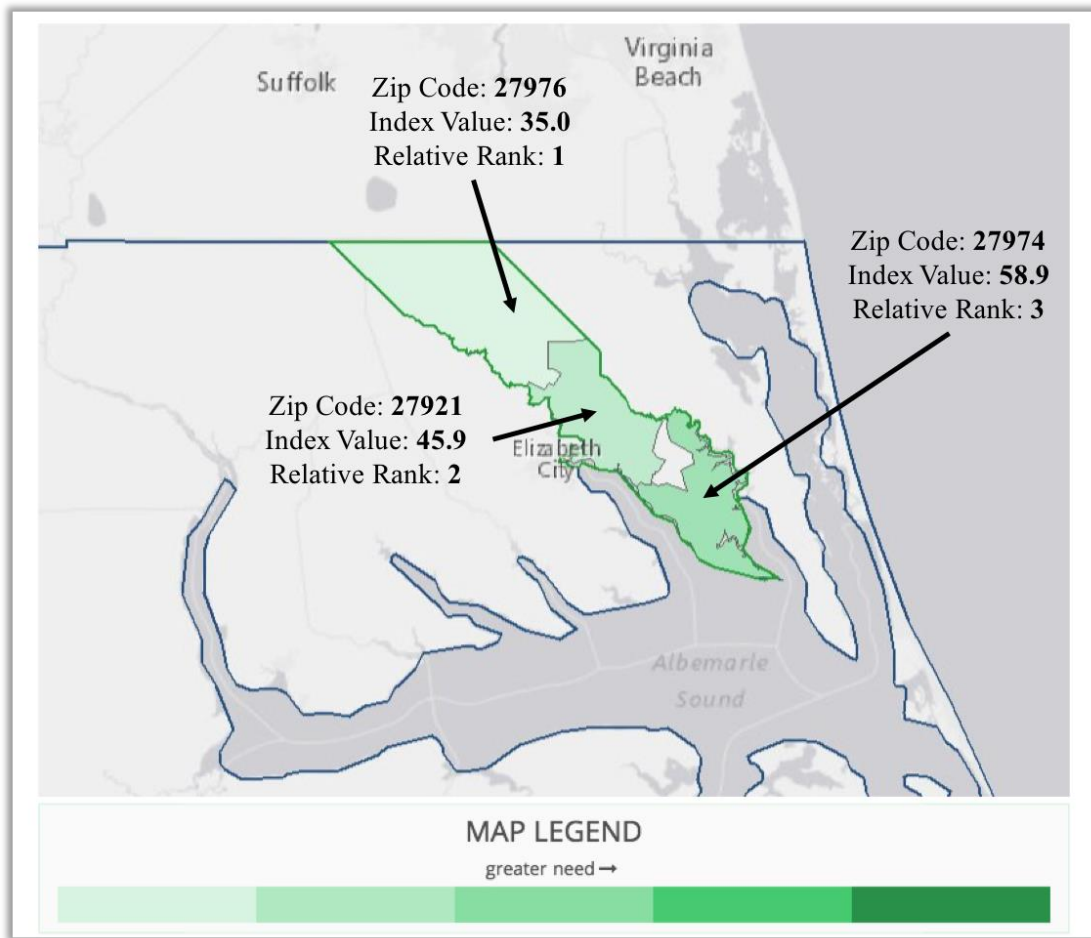 Virginia
Beach
Suffolk
Zip Code: 27976
Index Value: 35.0
Relative Rank: 1
Zip Code: 27974
Index Value: 58.9
Relative Rank: 3
Zip Code: 27921
Index Value: 45.9
Relative Rank: 2
Elizabeth
City
Albemarle
Sound
MAP LEGEND
greater need →